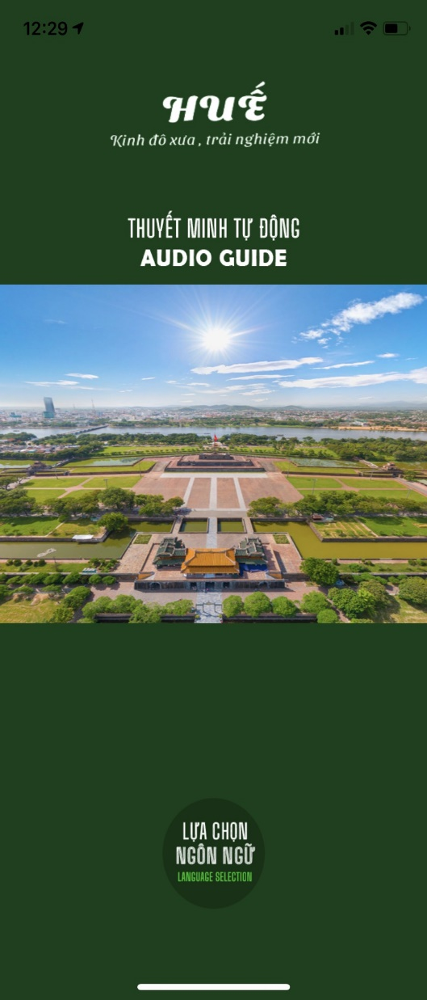 12:29
HUẾ
Kinh đô xưa, trải nghiệm mới
THUYẾT MINH TỰ ĐỘNG
AUDIO GUIDE
LỰA CHỌN
NGÔN NGỮ
LANGUAGE SELECTION